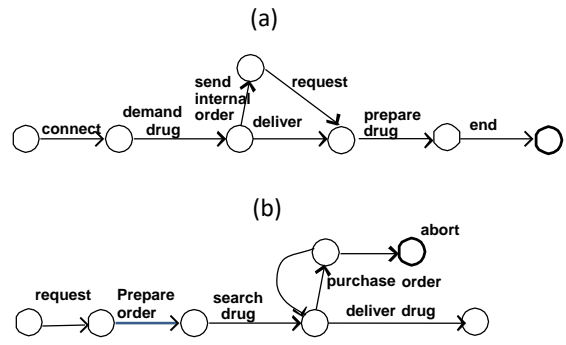 (a)
send
internal
order
request
connect
demand
drug
deliver
prepare
drug
end
(b)
abort
purchase order
request
Prepare
order
search
drug
deliver drug